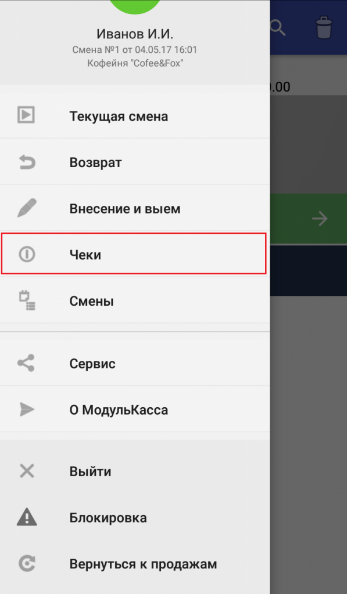 Иванов И.И.
Смена №1 от 04.05.17 16:01
Кофейня "Cofee&Fox"
.00
Текущая смена
Возврат
Внесение и выем
Чеки
Смены
Сервис
О МодульКасса
Выйти
Блокировка
Вернуться к продажам